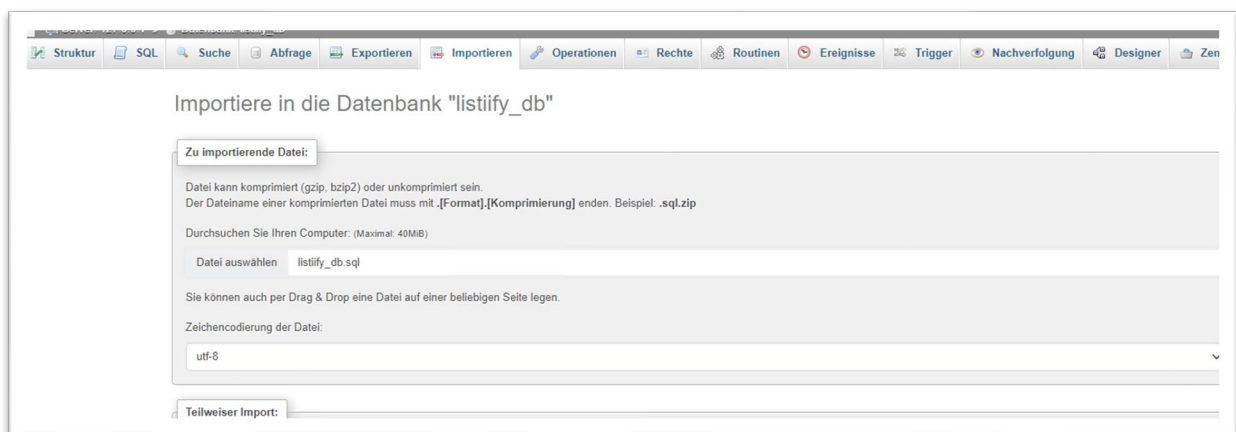 Struktur SQL Suche Abfrage Exportieren Importieren Operationen Rechte Routinen Ereignisse Trigger Nachverfolgung Designer
Importiere in die Datenbank "listiify_db"
Zu importierende Datei:
Datei kann komprimiert (gzip, bzip2) oder unkomprimiert sein.
Der Dateiname einer komprimierten Datei muss mit .[Format].[Komprimierung] enden. Beispiel: .sql.zip
Durchsuchen Sie Ihren Computer: (Maximal: 40MiB)
Datei auswählen listiify_db.sql
Sie können auch per Drag & Drop eine Datei auf einer beliebigen Seite legen.
Zeichencodierung der Datei:
utf-8
Teilweiser Import: